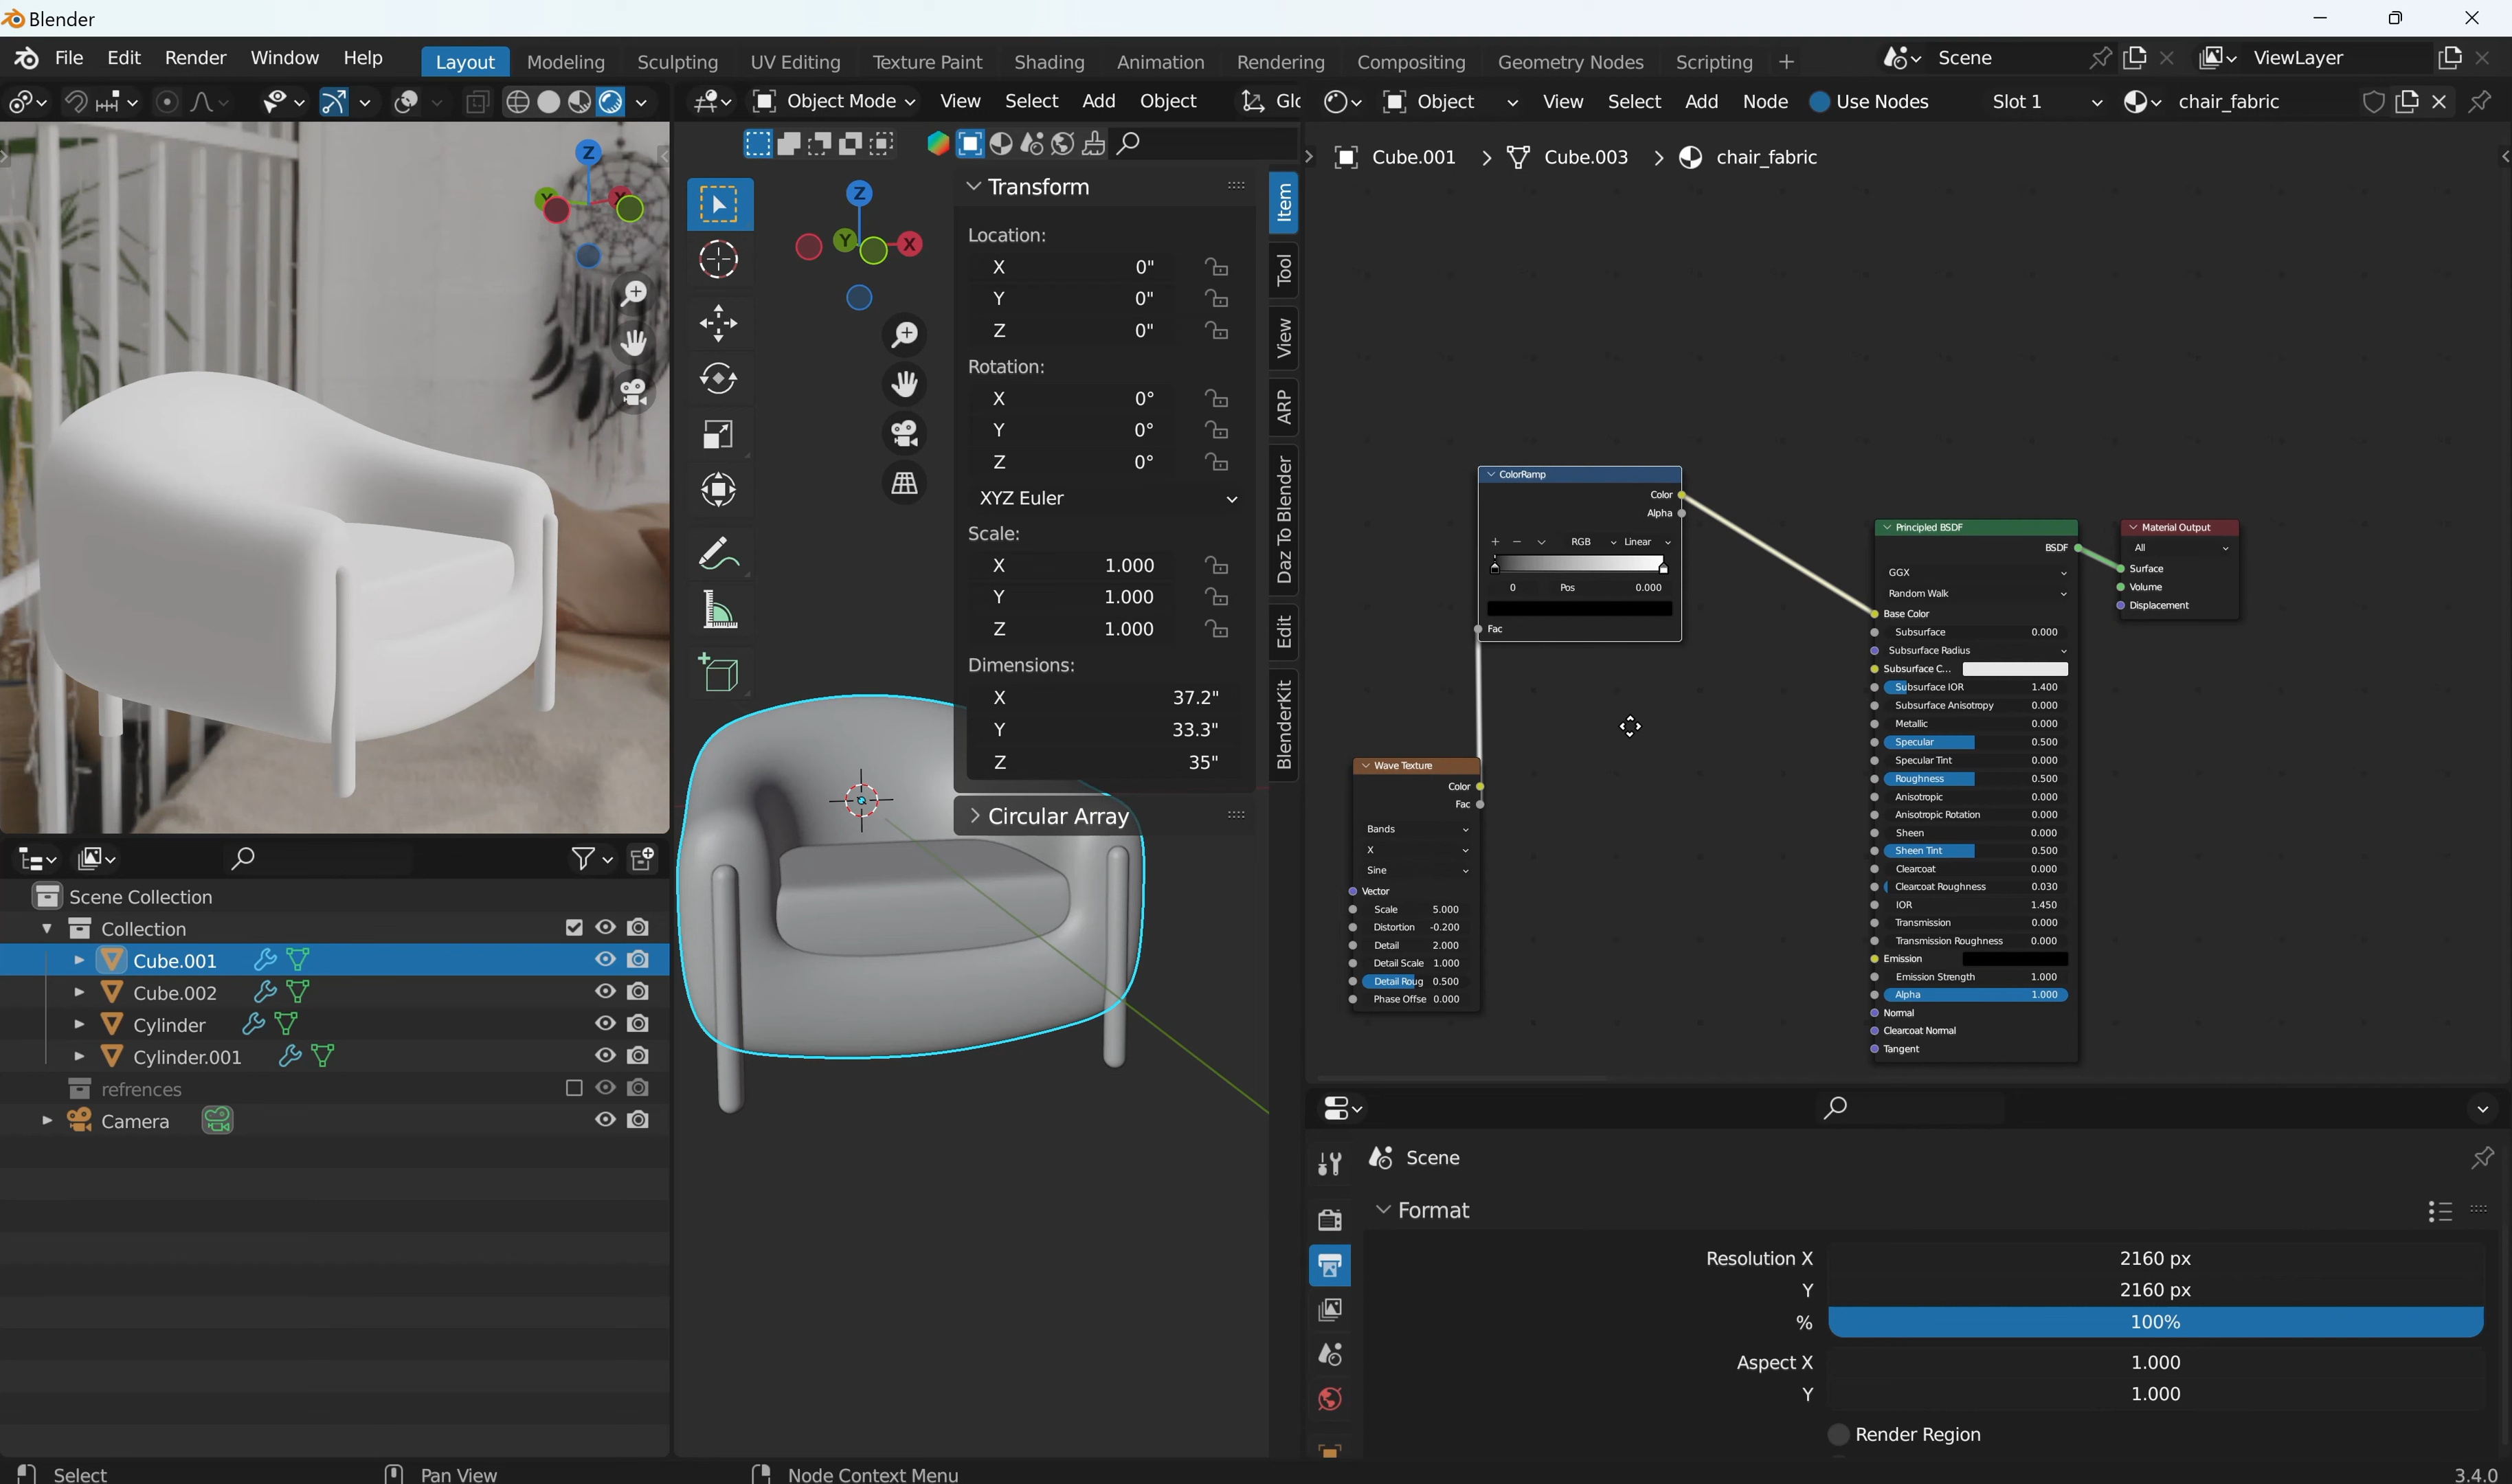 Blender
File Edit Render Window Help Layout Modeling Sculpting UV Editing Texture Paint Shading Animation Rendering Compositing Geometry Nodes Scripting + Scene ViewLayer
Object Mode View Select Add Object Glo Object View Select Add Node Use Nodes Slot 1 chair_fabric
Cube.001 > Cube.003 > chair_fabric
Z
Y X
Z
Y X
Transform
Location:
X 0"
Y 0"
Z 0"
Rotation:
X 0°
Y 0°
Z 0°
XYZ Euler
Scale:
X 1.000
Y 1.000
Z 1.000
Dimensions:
X 37.2"
Y 33.3"
Z 35"
Circular Array
Item
Tool
View
ARP
Daz To Blender
Edit
BlenderKit
ColorRamp
Color
Alpha
+ − RGB Linear
0 Pos 0.000
Fac
Wave Texture
Color
Fac
Bands
X
Sine
Vector
Scale 5.000
Distortion -0.200
Detail 2.000
Detail Scale 1.000
Detail Roug 0.500
Phase Offse 0.000
Principled BSDF
BSDF
GGX
Random Walk
Base Color
Subsurface 0.000
Subsurface Radius
Subsurface C...
Subsurface IOR 1.400
Subsurface Anisotropy 0.000
Metallic 0.000
Specular 0.500
Specular Tint 0.000
Roughness 0.500
Anisotropic 0.000
Anisotropic Rotation 0.000
Sheen 0.000
Sheen Tint 0.500
Clearcoat 0.000
Clearcoat Roughness 0.030
IOR 1.450
Transmission 0.000
Transmission Roughness 0.000
Emission
Emission Strength 1.000
Alpha 1.000
Normal
Clearcoat Normal
Tangent
Material Output
All
Surface
Volume
Displacement
Scene Collection
Collection
Cube.001
Cube.002
Cylinder
Cylinder.001
refrences
Camera
Scene
Format
Resolution X 2160 px
Y 2160 px
% 100%
Aspect X 1.000
Y 1.000
Render Region
Select Pan View Node Context Menu 3.4.0